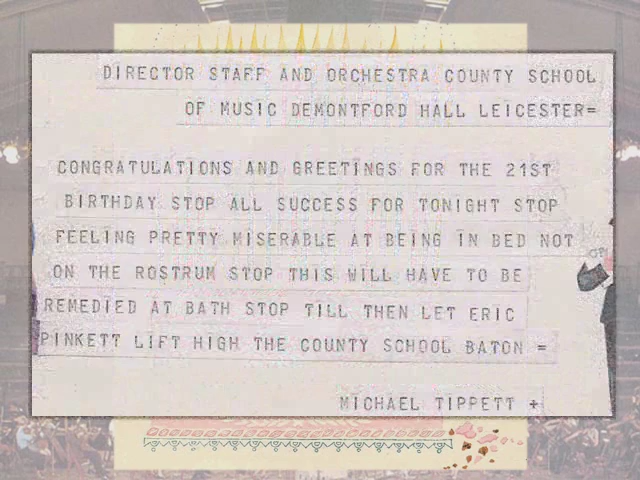 DIRECTOR STAFF AND ORCHESTRA COUNTY SCHOOL
OF MUSIC DEMONTFORD HALL LEICESTER=
CONGRATULATIONS AND GREETINGS FOR THE 21ST
BIRTHDAY STOP ALL SUCCESS FOR TONIGHT STOP
FEELING PRETTY MISERABLE AT BEING IN BED NOT
ON THE ROSTRUM STOP THIS WILL HAVE TO BE
REMEDIED AT BATH STOP TILL THEN LET ERIC
PINKETT LIFT HIGH THE COUNTY SCHOOL BATON =
MICHAEL TIPPETT +